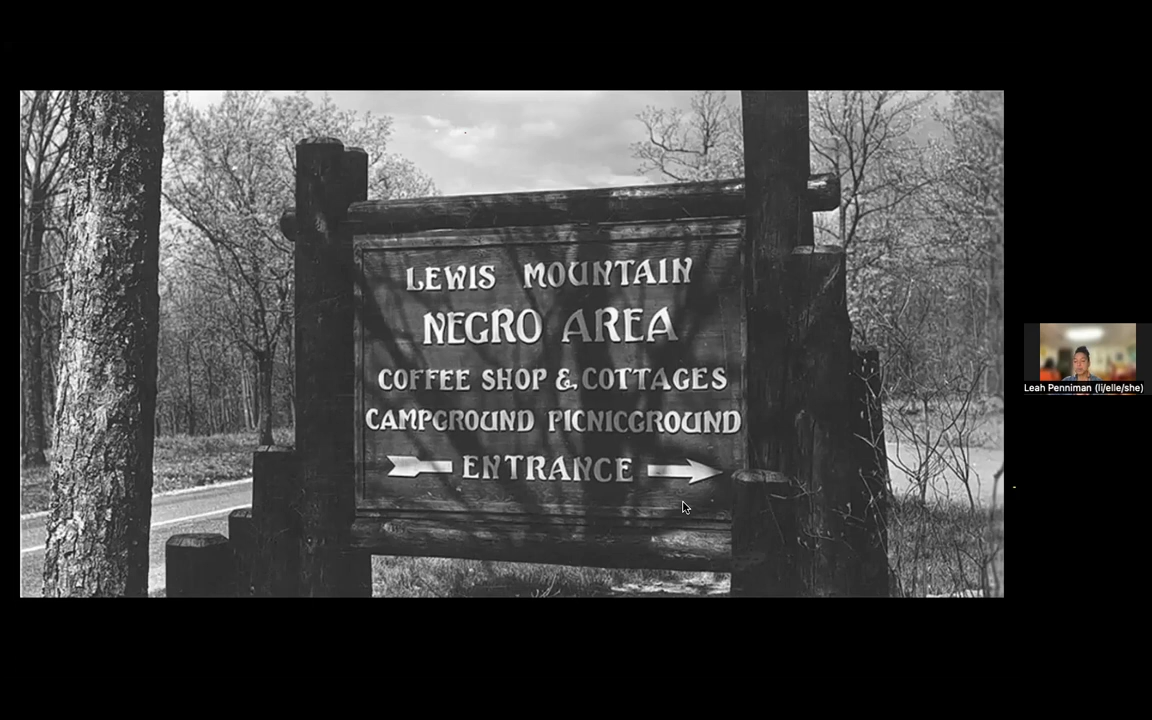 LEWIS MOUNTAIN
NEGRO AREA
COFFEE SHOP & COTTAGES
CAMPGROUND PICNICGROUND
ENTRANCE
Leah Penniman (li/elle/she)